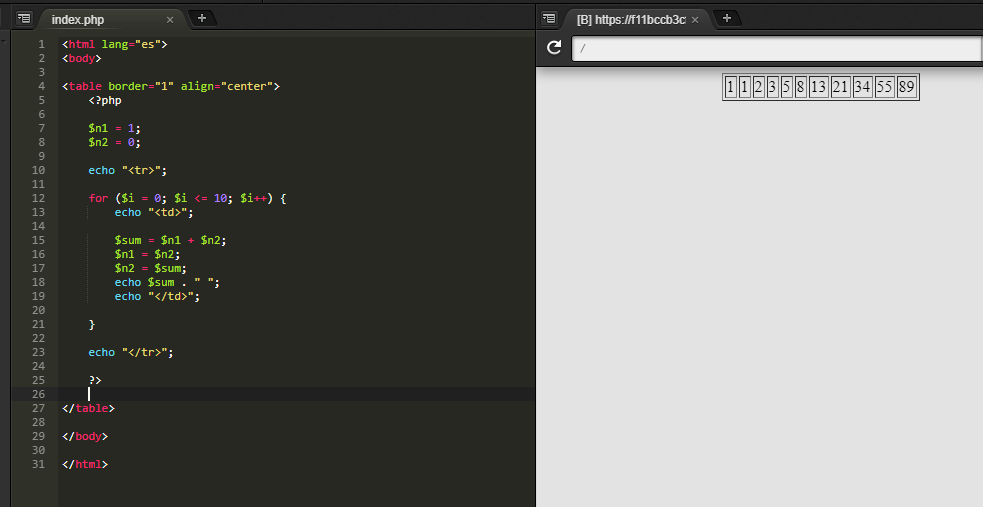 index.php
1 <html lang="es">
2 <body>
3
4 <table border="1" align="center">
5 <?php
6
7 $n1 = 1;
8 $n2 = 0;
9
10 echo "<tr>";
11
12 for ($i = 0; $i <= 10; $i++) {
13 echo "<td>";
14
15 $sum = $n1 + $n2;
16 $n1 = $n2;
17 $n2 = $sum;
18 echo $sum . " ";
19 echo "</td>";
20
21 }
22
23 echo "</tr>";
24
25 ?>
26
27 </table>
28
29 </body>
30
31 </html>
[B] https://f11bccb3c
/
1 1 2 3 5 8 13 21 34 55 89